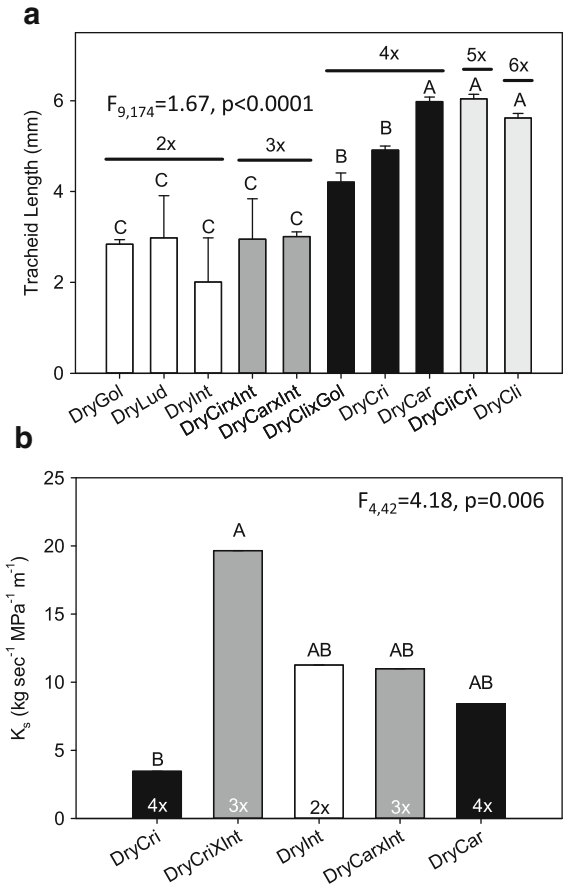 a
4x
5x
6x
F9,174=1.67, p<0.0001
2x
3x
C C C C C B B A A A
Tracheid Length (mm)
6
4
2
0
DryGol DryLud DryInt DryCirxInt DryCarxInt DryClixGol DryCri DryCar DryCliCri DryCli
b
25
20
15
10
5
0
F4,42=4.18, p=0.006
Ks (kg sec-1 MPa-1 m-1)
B A AB AB AB
4x 3x 2x 3x 4x
DryCri DryCriXInt DryInt DryCarxInt DryCar